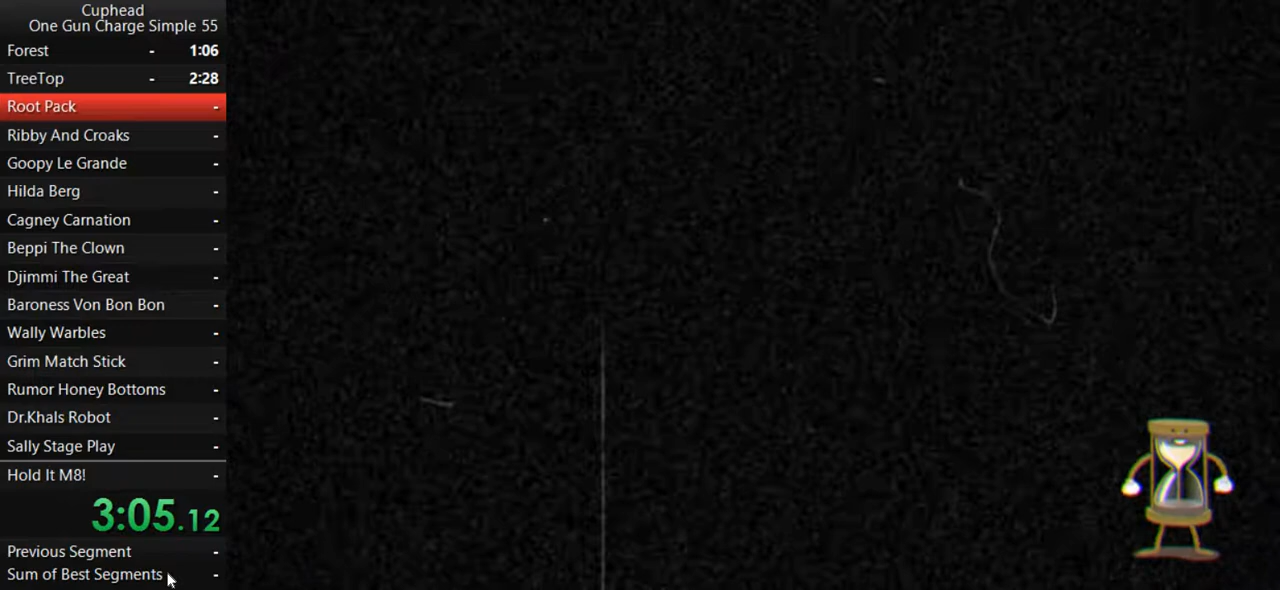 Cuphead
One Gun Charge Simple 55
Forest - 1:06
TreeTop - 2:28
Root Pack -
Ribby And Croaks -
Goopy Le Grande -
Hilda Berg -
Cagney Carnation -
Beppi The Clown -
Djimmi The Great -
Baroness Von Bon Bon -
Wally Warbles -
Grim Match Stick -
Rumor Honey Bottoms -
Dr.Khals Robot -
Sally Stage Play -
Hold It M8! -
3:05.12
Previous Segment -
Sum of Best Segments -